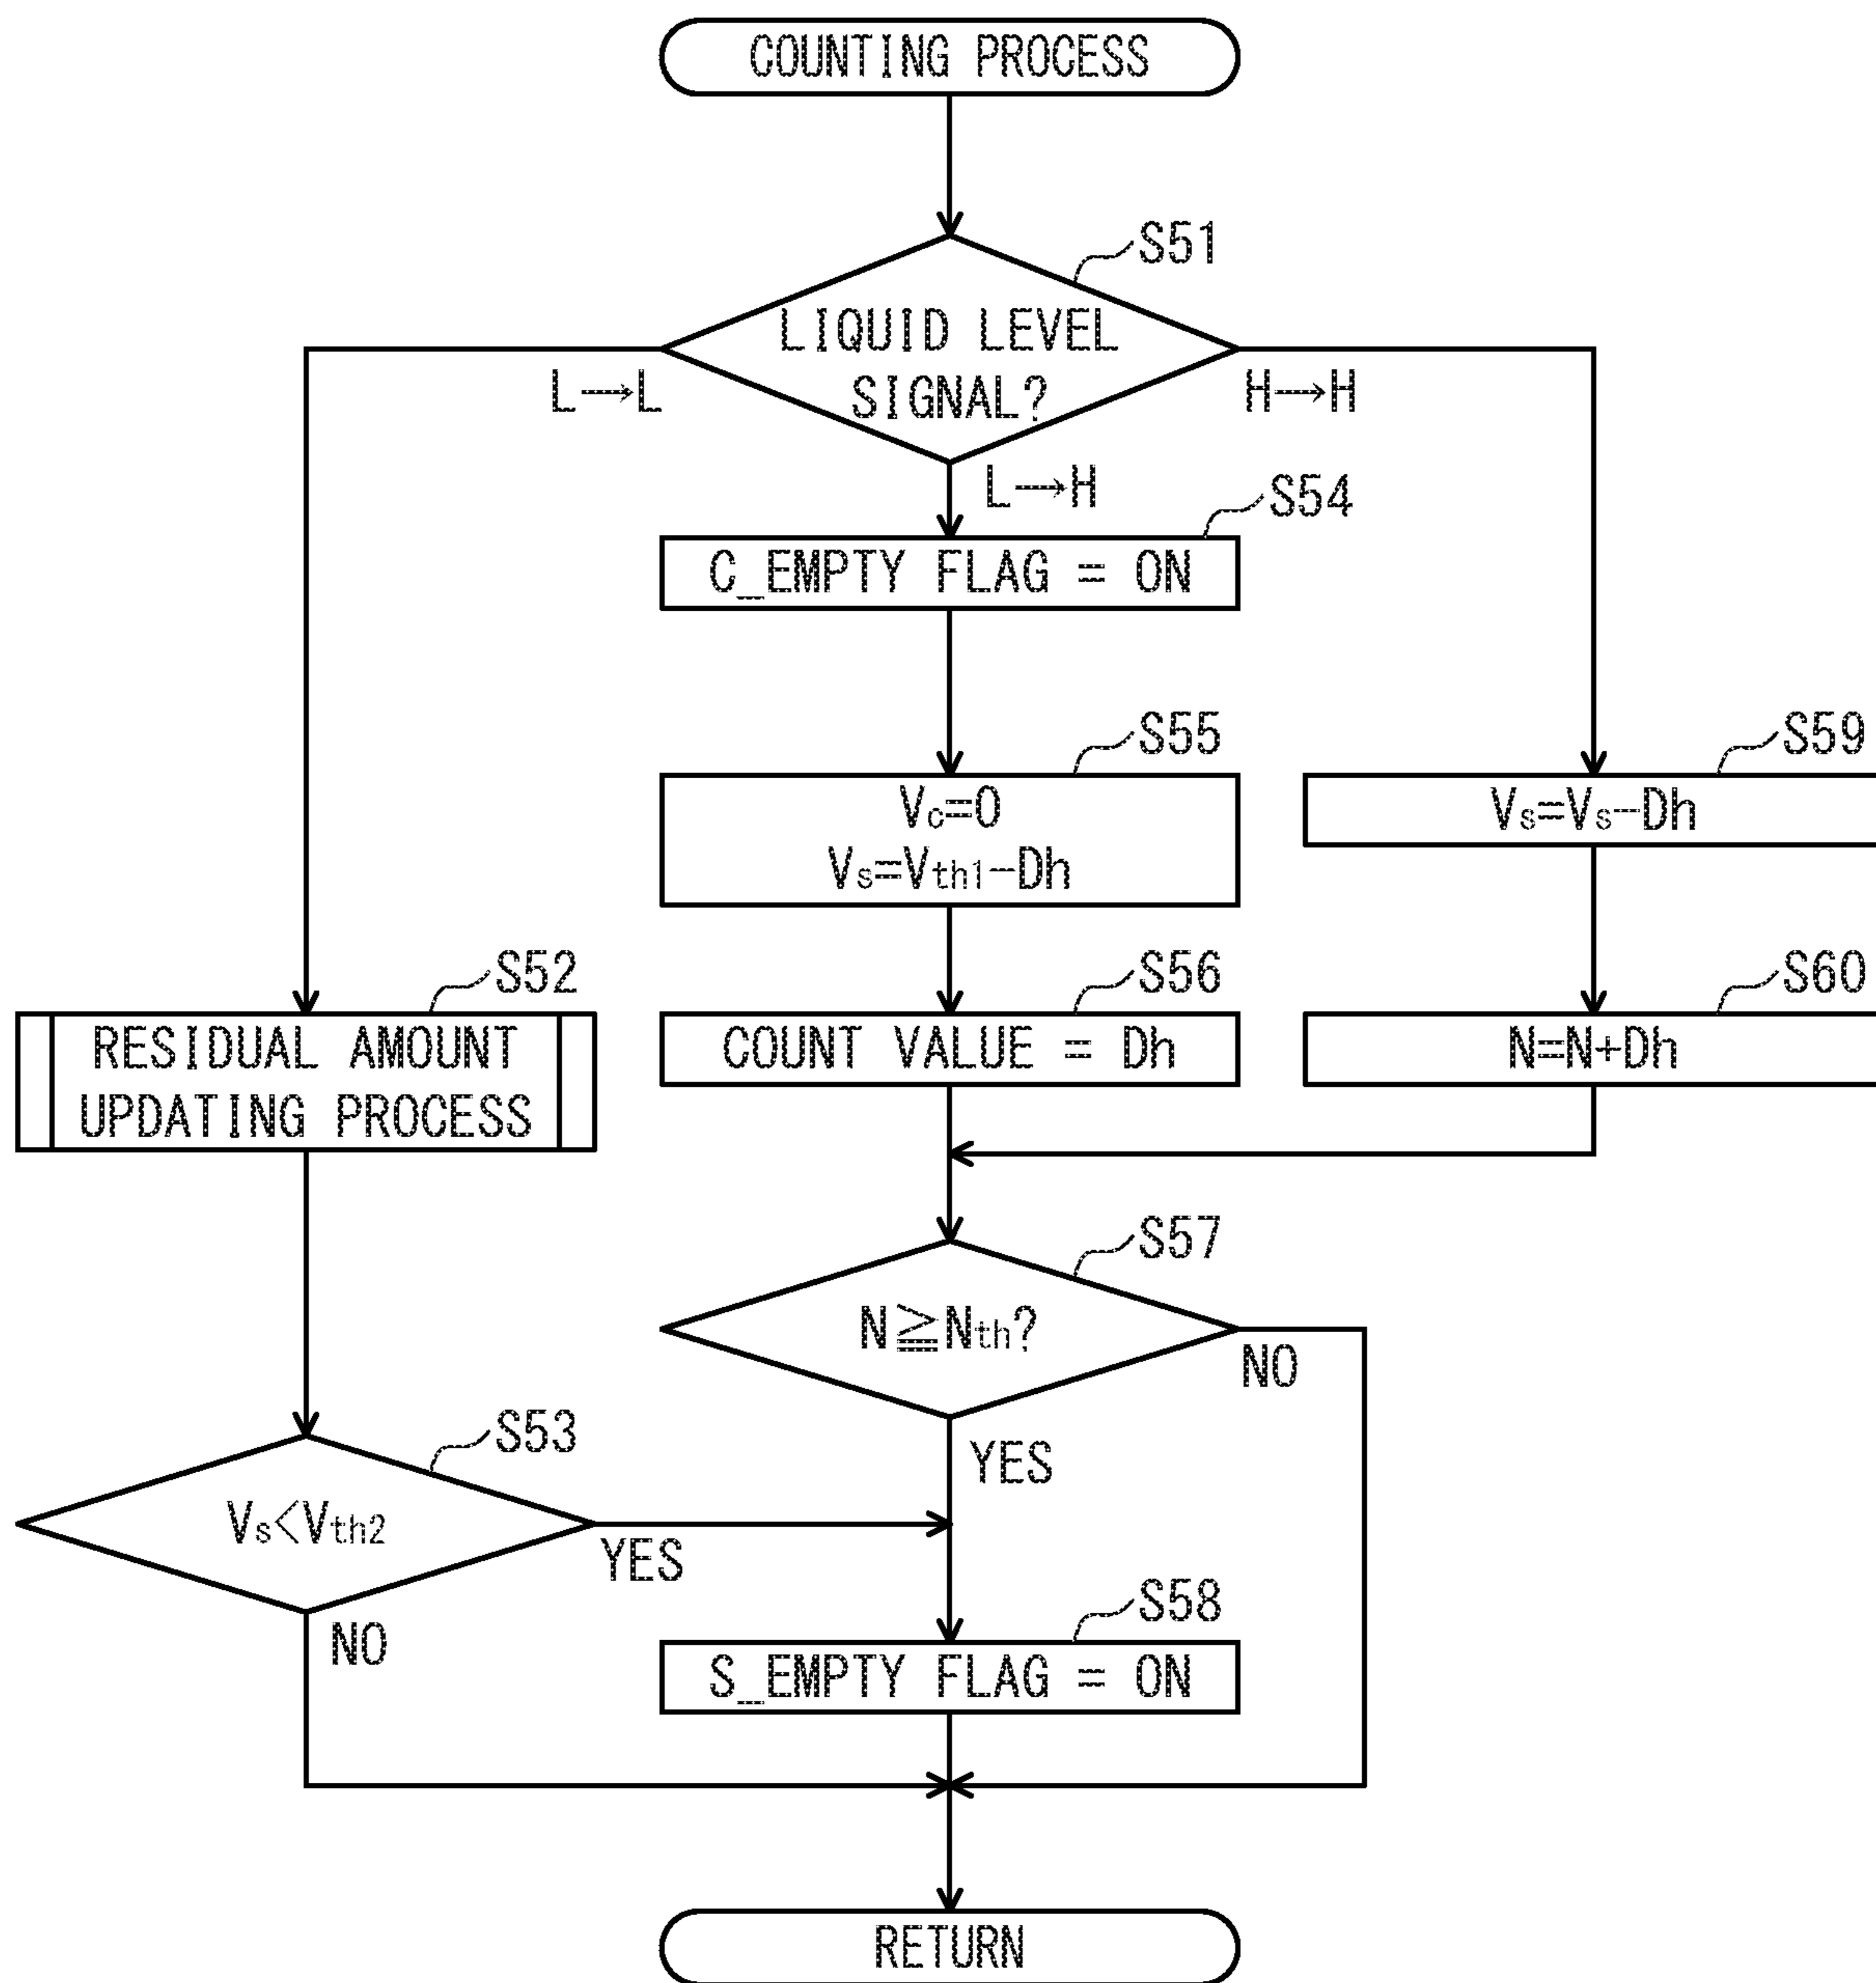 COUNTING PROCESS
S51
LIQUID LEVEL
SIGNAL?
L→L
H→H
L→H
S54
C_EMPTY FLAG = ON
S55
Vc=0
Vs=Vth1-Dh
S59
Vs=Vs-Dh
S52
RESIDUAL AMOUNT
UPDATING PROCESS
S56
COUNT VALUE = Dh
S60
N=N+Dh
S57
N≧Nth?
NO
YES
S53
Vs<Vth2
YES
NO
S58
S_EMPTY FLAG = ON
RETURN